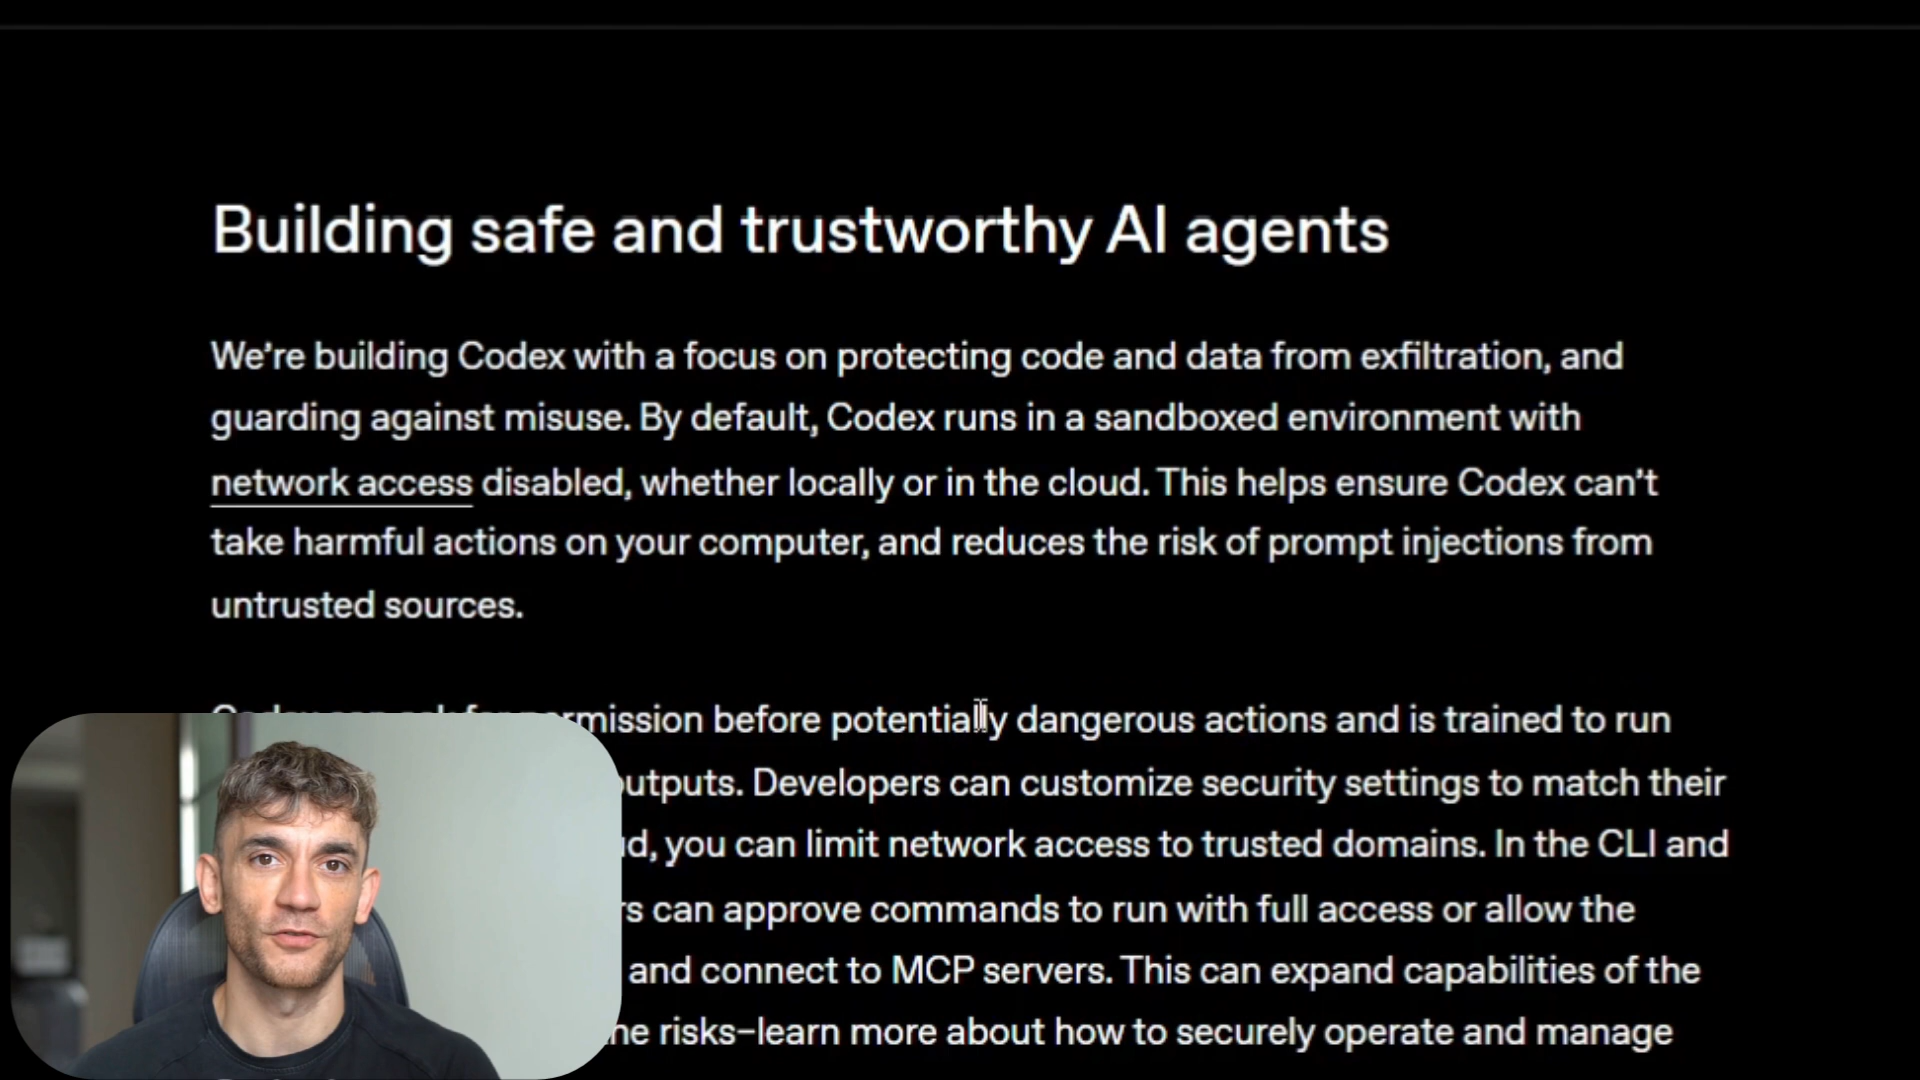 Building safe and trustworthy AI agents
We’re building Codex with a focus on protecting code and data from exfiltration, and
guarding against misuse. By default, Codex runs in a sandboxed environment with
network access disabled, whether locally or in the cloud. This helps ensure Codex can’t
take harmful actions on your computer, and reduces the risk of prompt injections from
untrusted sources.
before potentially dangerous actions and is trained to run
Developers can customize security settings to match their
you can limit network access to trusted domains. In the CLI and
can approve commands to run with full access or allow the
and connect to MCP servers. This can expand capabilities of the
risks–learn more about how to securely operate and manage